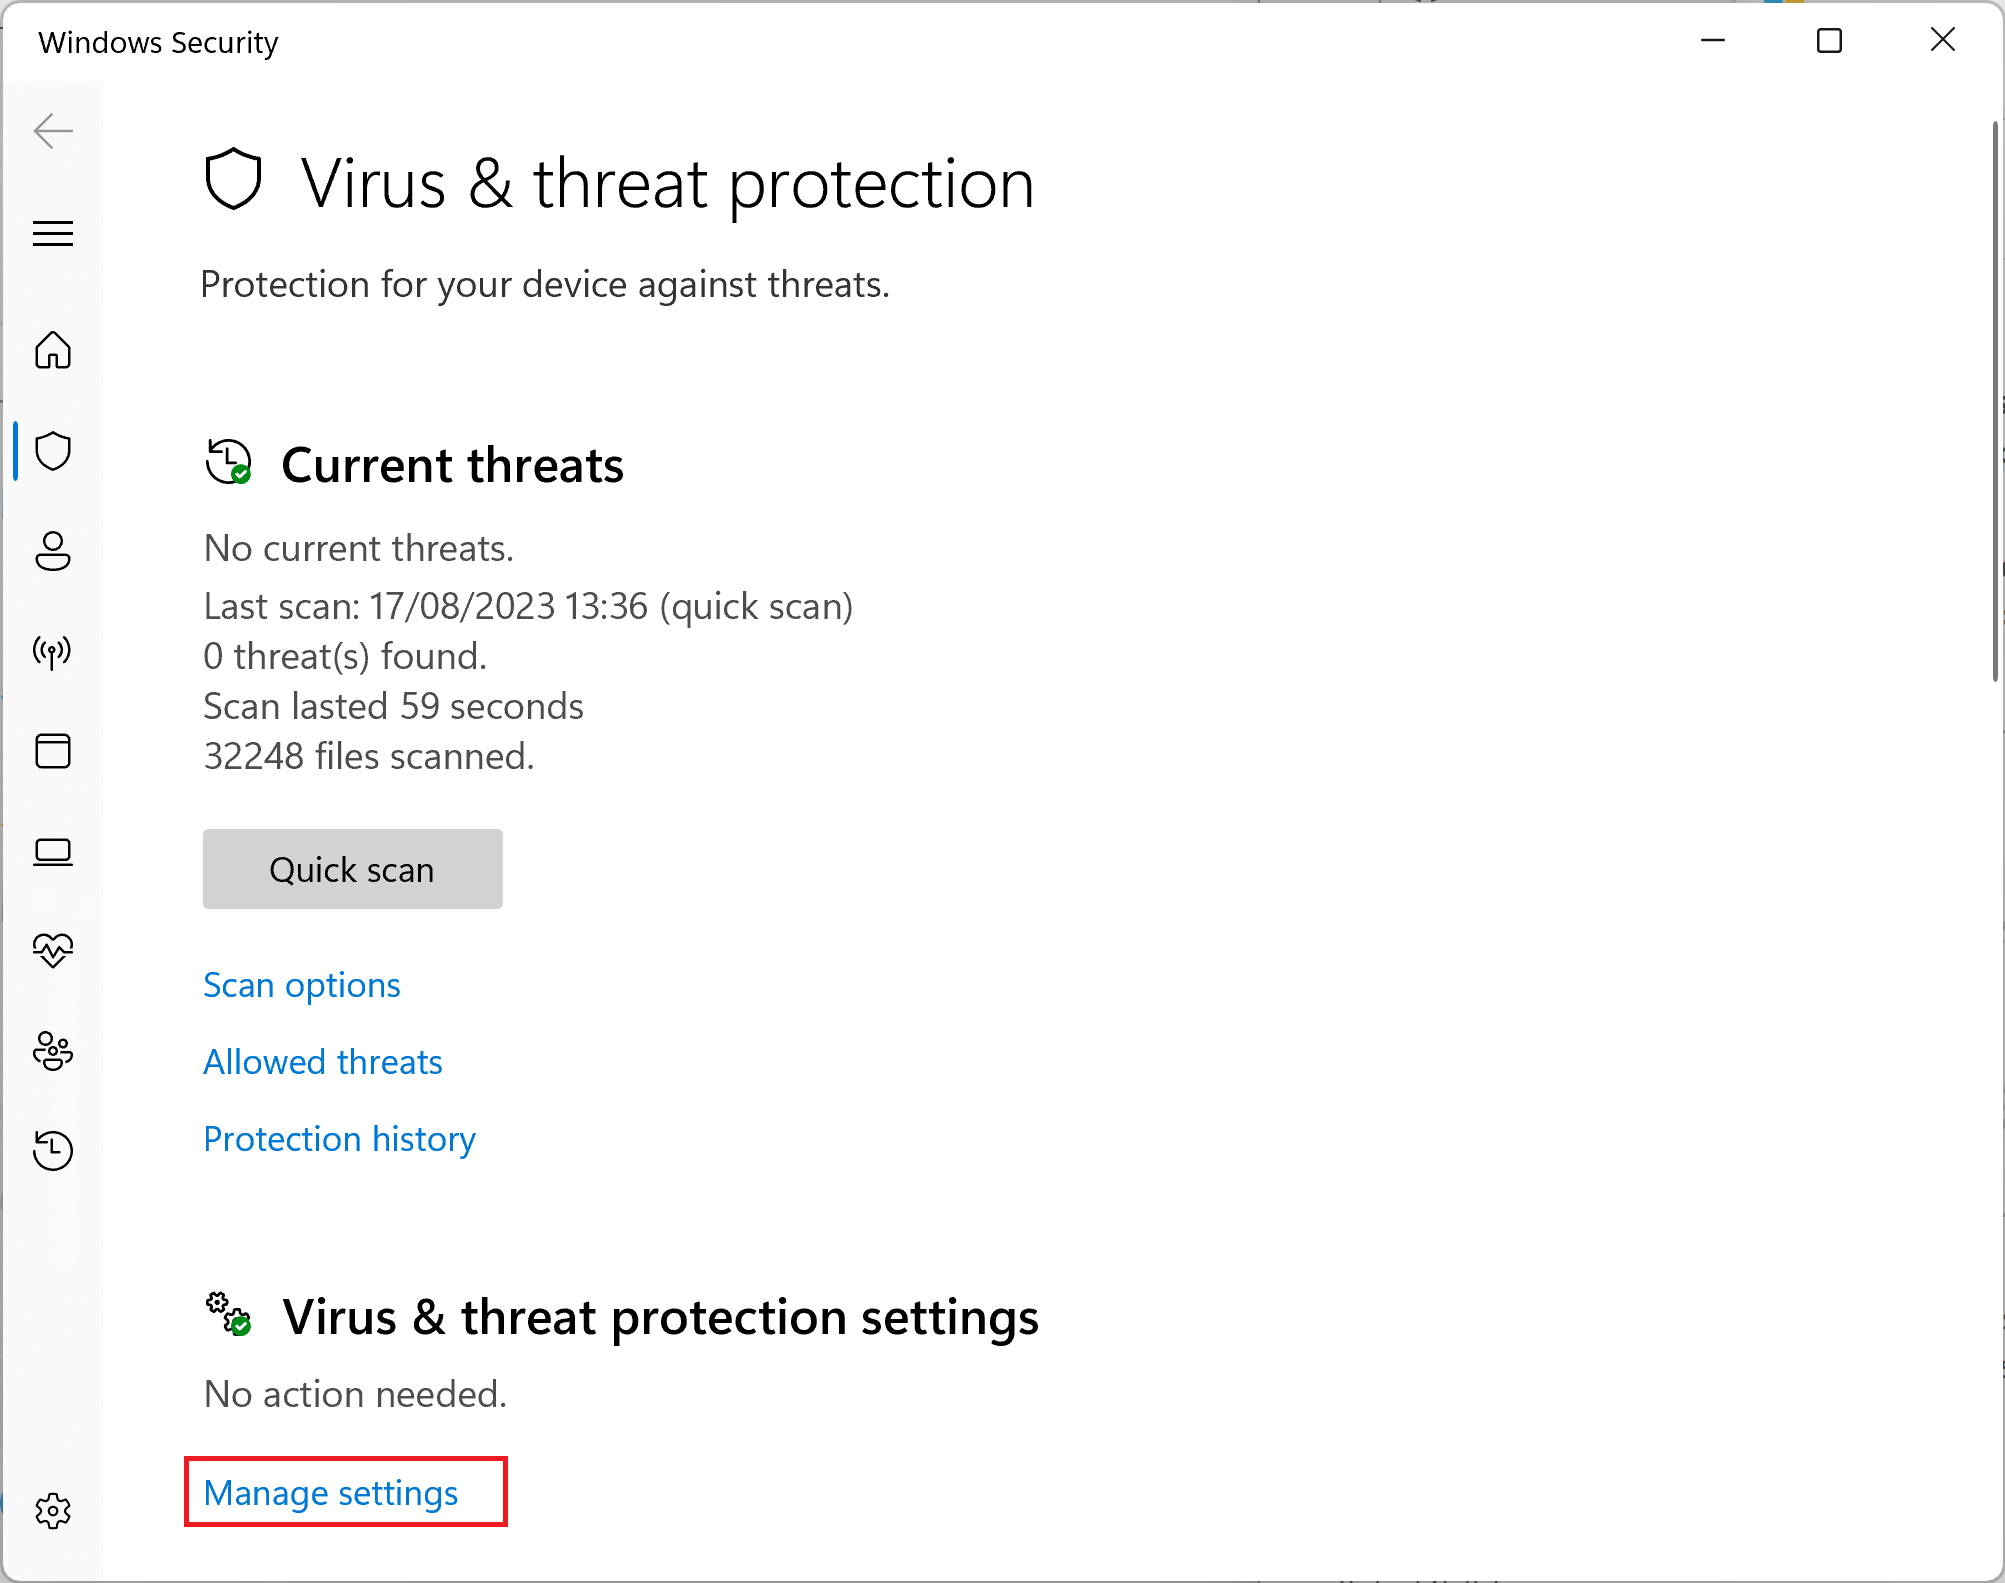 Windows Security
Virus & threat protection
Protection for your device against threats.
Current threats
No current threats.
Last scan: 17/08/2023 13:36 (quick scan)
0 threat(s) found.
Scan lasted 59 seconds
32248 files scanned.
Quick scan
Scan options
Allowed threats
Protection history
Virus & threat protection settings
No action needed.
Manage settings